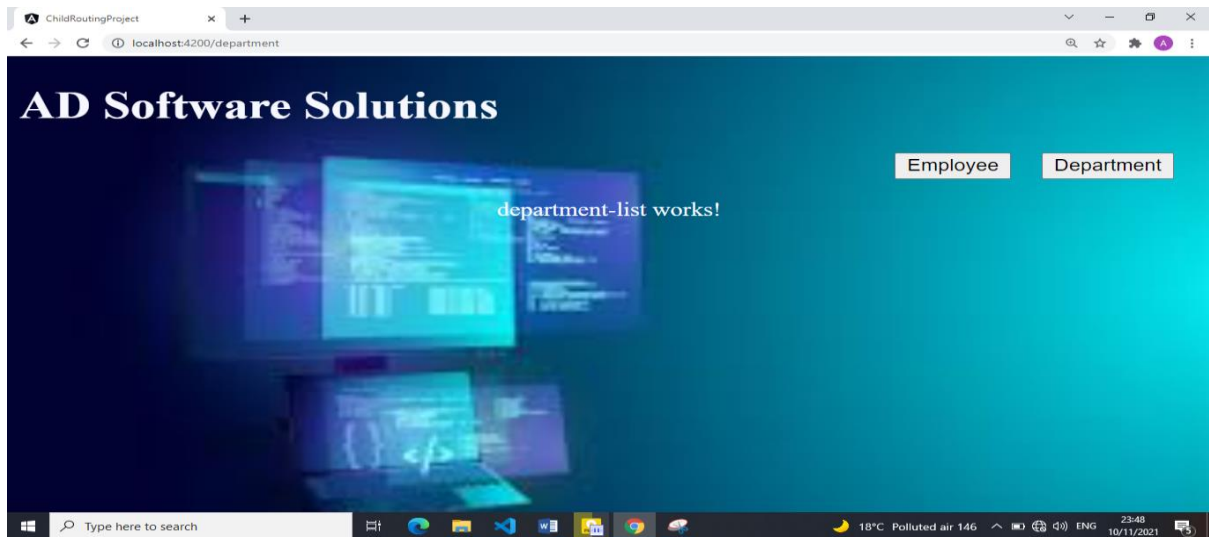 ChildRoutingProject
localhost:4200/department
A
AD Software Solutions
Employee Department
department-list works!
{ } </>
Type here to search
18°C Polluted air 146 ENG 23:48
10/11/2021
5